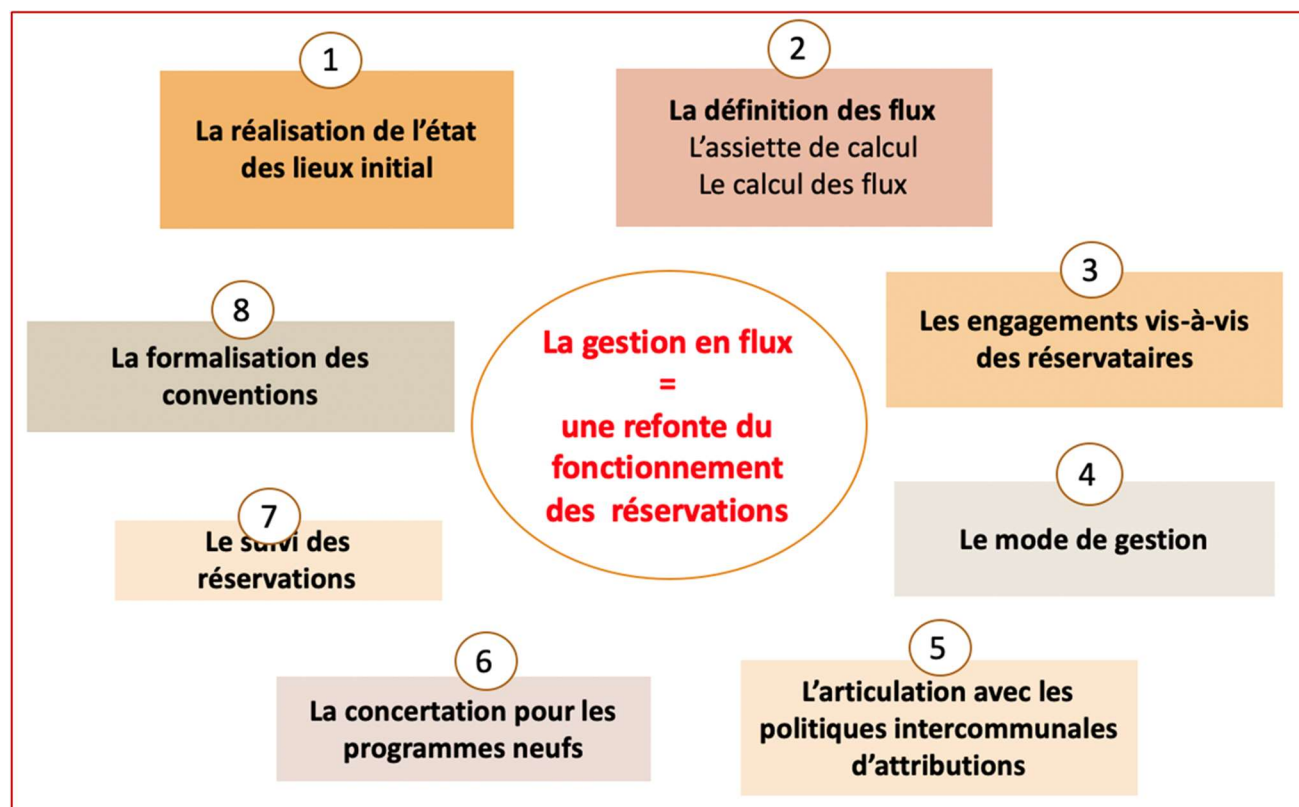 1
La réalisation de l’état
des lieux initial
2
La définition des flux
L’assiette de calcul
Le calcul des flux
3
Les engagements vis-à-vis
des réservataires
4
Le mode de gestion
5
L’articulation avec les
politiques intercommunales
d’attributions
6
La concertation pour les
programmes neufs
7
Le suivi des
réservations
8
La formalisation des
conventions
La gestion en flux
=
une refonte du
fonctionnement
des réservations